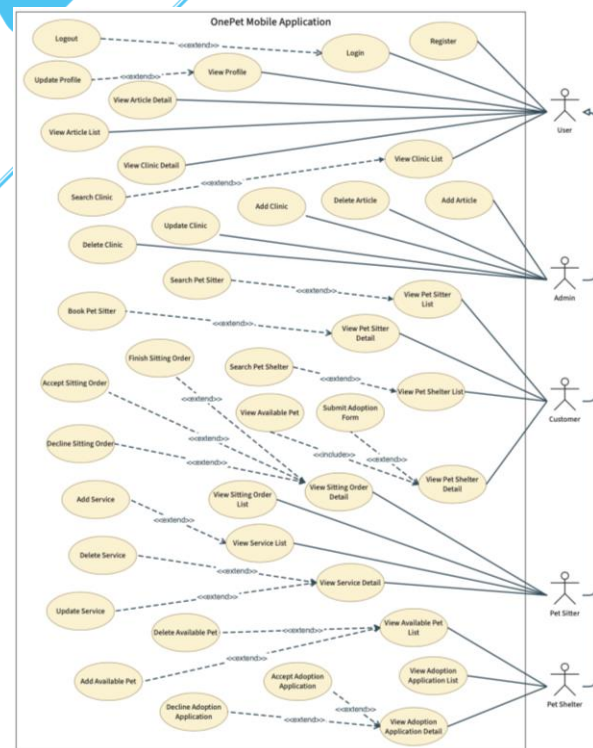 OnePet Mobile Application
Logout
<<extend>>
Login
Register
Update Profile
<<extend>>
View Profile
View Article Detail
View Article List
User
View Clinic Detail
View Clinic List
<<extend>>
Search Clinic
Add Clinic
Delete Article
Add Article
Update Clinic
Delete Clinic
Admin
Search Pet Sitter
<<extend>>
View Pet Sitter
List
Book Pet Sitter
<<extend>>
View Pet Sitter
Detail
Finish Sitting Order
Search Pet Shelter
<<extend>>
View Pet Shelter List
Accept Sitting Order
<<extend>>
View Available Pet
Submit Adoption
Form
Customer
<<extend>>
Decline Sitting Order
<<extend>>
<<include>>
<<extend>>
View Sitting Order
Detail
View Pet Shelter
Detail
Add Service
<<extend>>
View Sitting Order
List
View Service List
Delete Service
<<extend>>
View Service Detail
Update Service
<<extend>>
Pet Sitter
Delete Available Pet
<<extend>>
View Available Pet
List
Add Available Pet
<<extend>>
Accept Adoption
Application
View Adoption
Application List
Pet Shelter
Decline Adoption
Application
<<extend>>
<<extend>>
View Adoption
Application Detail